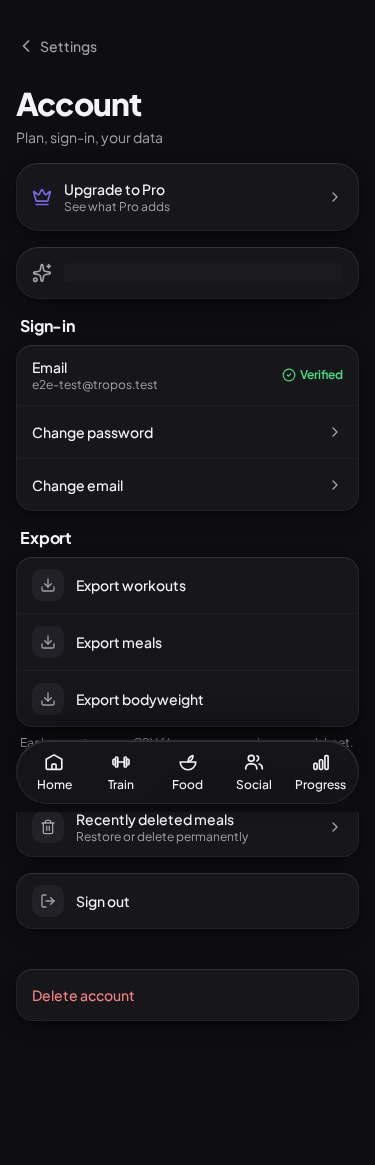 Settings
Account
Plan, sign-in, your data
Upgrade to Pro
See what Pro adds
Sign-in
Email
e2e-test@tropos.test
Verified
Change password
Change email
Export
Export workouts
Export meals
Export bodyweight
Home
Train
Food
Social
Progress
Recently deleted meals
Restore or delete permanently
Sign out
Delete account